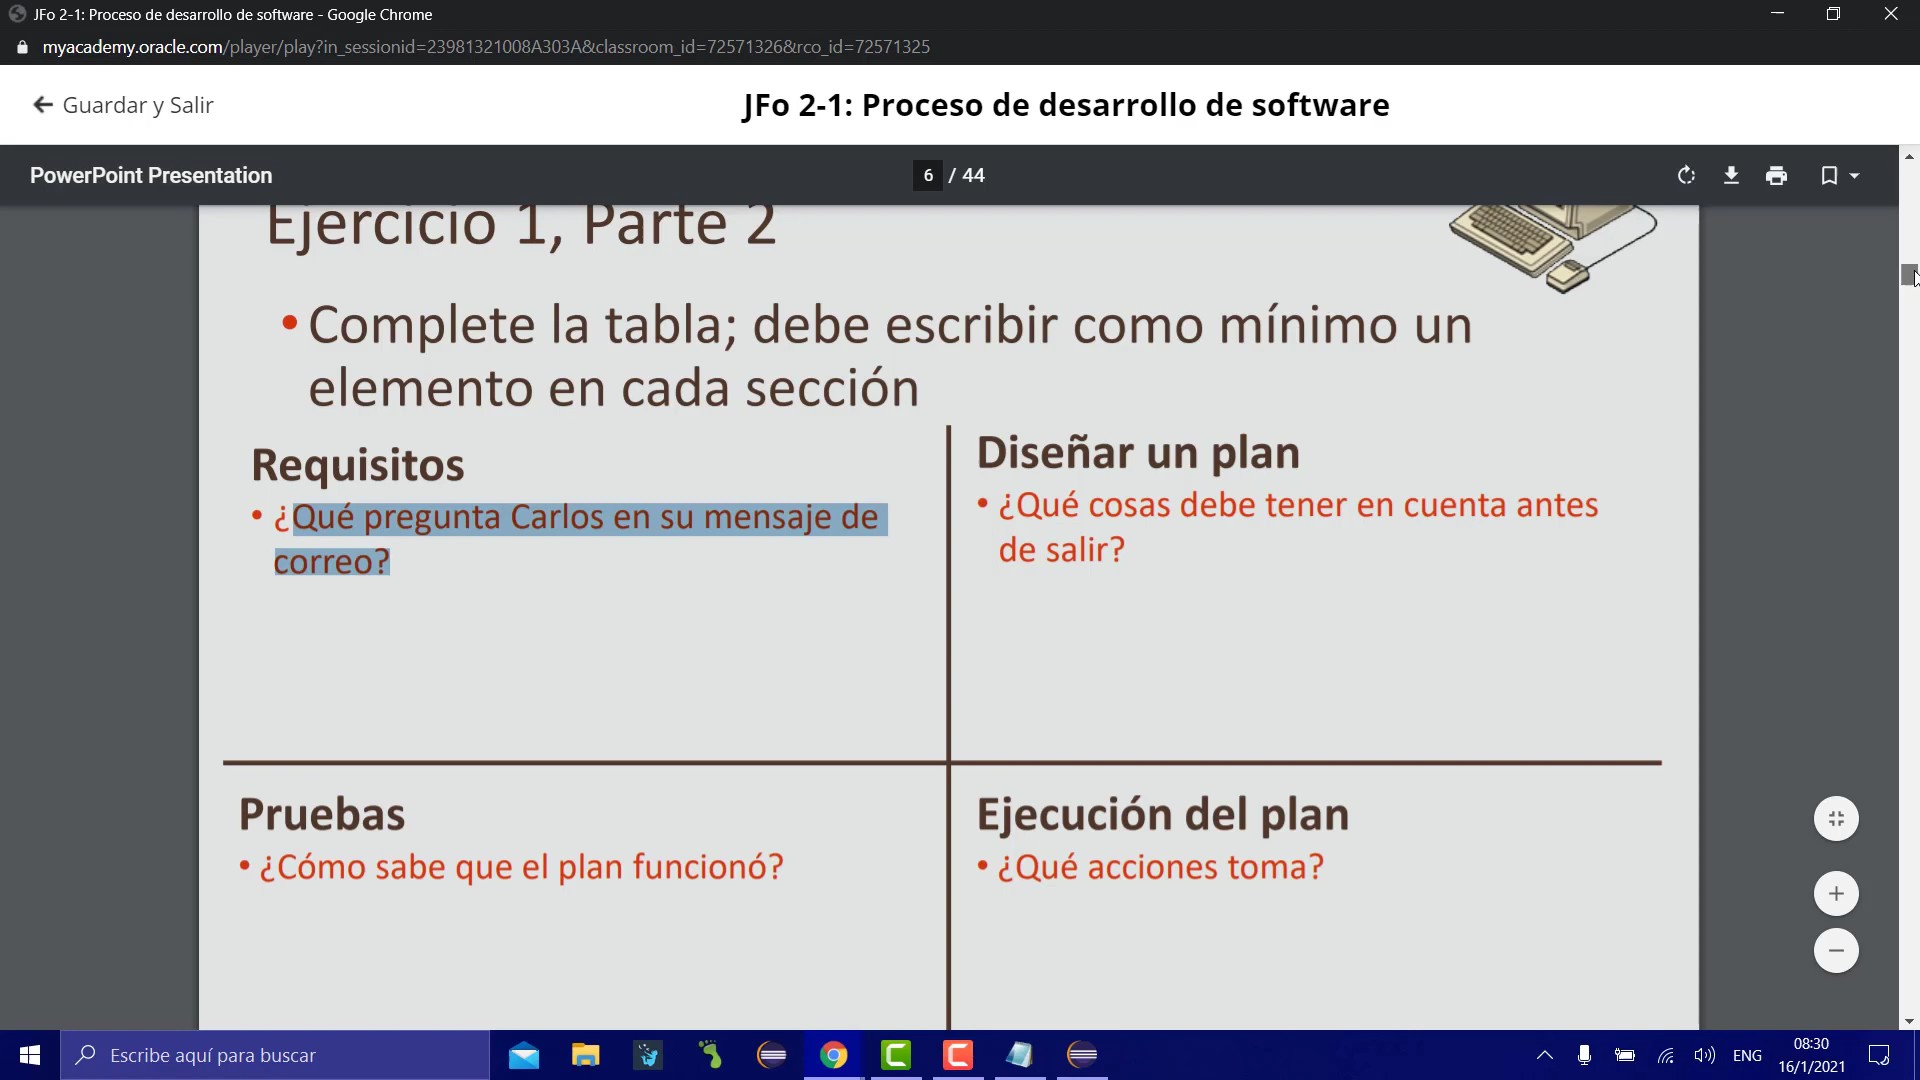 JFo 2-1: Proceso de desarrollo de software - Google Chrome
myacademy.oracle.com/player/play?in_sessionid=23981321008A303A&classroom_id=72571326&rco_id=72571325
Guardar y Salir
JFo 2-1: Proceso de desarrollo de software
PowerPoint Presentation
6 / 44
Ejercicio 1, Parte 2
• Complete la tabla; debe escribir como mínimo un
elemento en cada sección
Requisitos
• ¿Qué pregunta Carlos en su mensaje de
correo?
Diseñar un plan
• ¿Qué cosas debe tener en cuenta antes
de salir?
Pruebas
• ¿Cómo sabe que el plan funcionó?
Ejecución del plan
• ¿Qué acciones toma?
Escribe aquí para buscar
ENG
08:30
16/1/2021